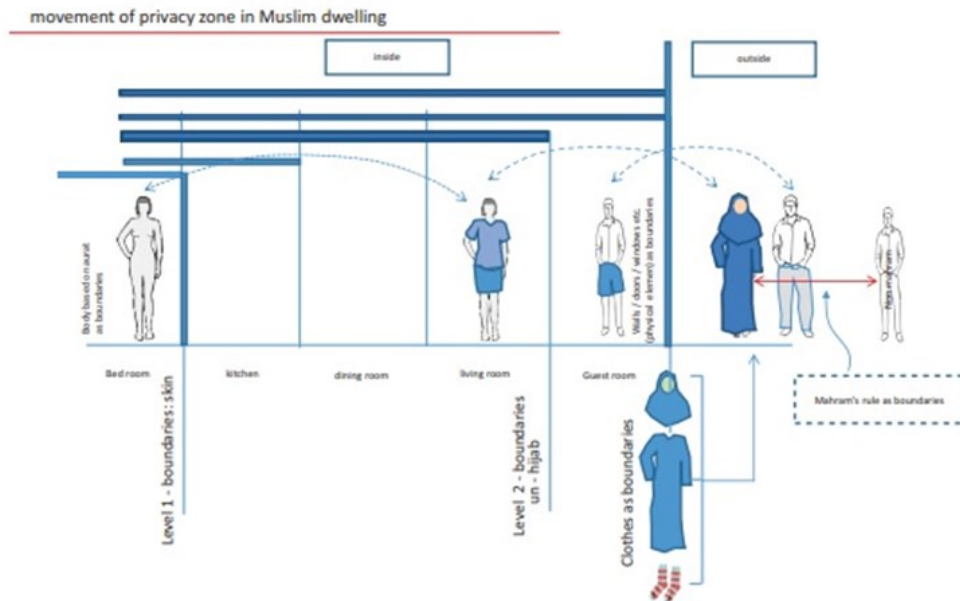 movement of privacy zone in Muslim dwelling
inside
outside
Body based on aurat
as boundaries
Walls / doors / windows etc.
(physical elemen) as boundaries
Non-mahram
Bed room
kitchen
dining room
living room
Guest room
Mahram's rule as boundaries
Level 1 - boundaries: skin
Level 2 - boundaries
un - hijab
Clothes as boundaries